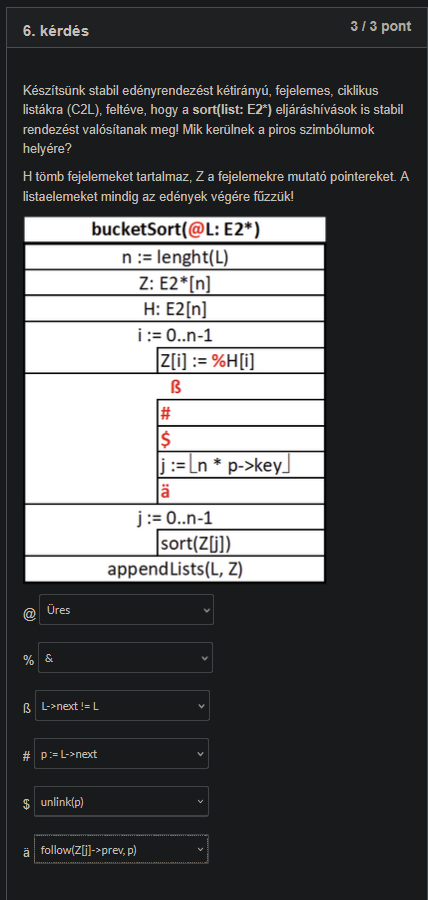 6. kérdés
3 / 3 pont
Készítsünk stabil edényrendezést kétirányú, fejelemes, ciklikus
listákra (C2L), feltéve, hogy a sort(list: E2*) eljáráshívások is stabil
rendezést valósítanak meg! Mik kerülnek a piros szimbólumok
helyére?
H tömb fejelemeket tartalmaz, Z a fejelemekre mutató pointereket. A
listaelemeket mindig az edények végére fűzzük!
bucketSort(@L: E2*)
n := lenght(L)
Z: E2*[n]
H: E2[n]
i := 0..n-1
Z[i] := %H[i]
ß
#
$
j := ⌊n * p->key⌋
ä
j := 0..n-1
sort(Z[j])
appendLists(L, Z)
@ Üres
% &
ß L->next != L
# p := L->next
$ unlink(p)
ä follow(Z[j]->prev, p)